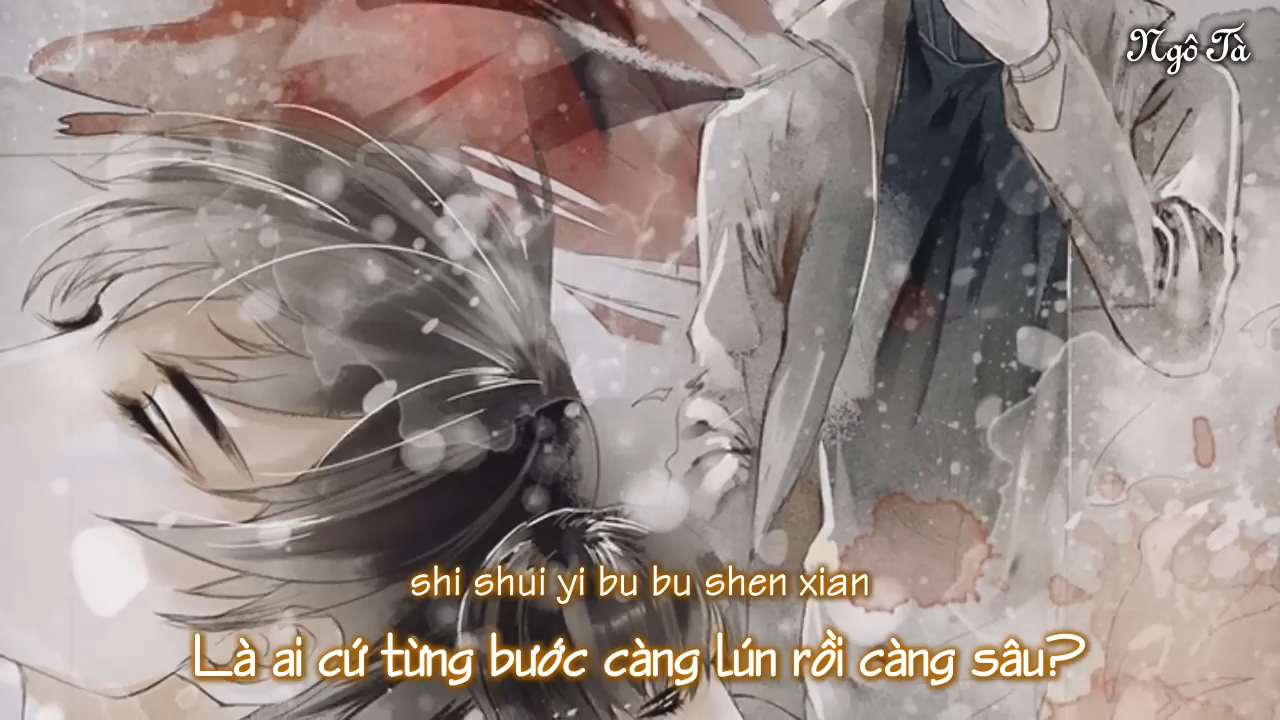 Ngô Tà
shi shui yi bu bu shen xian
Là ai cứ từng bước càng lún rồi càng sâu?